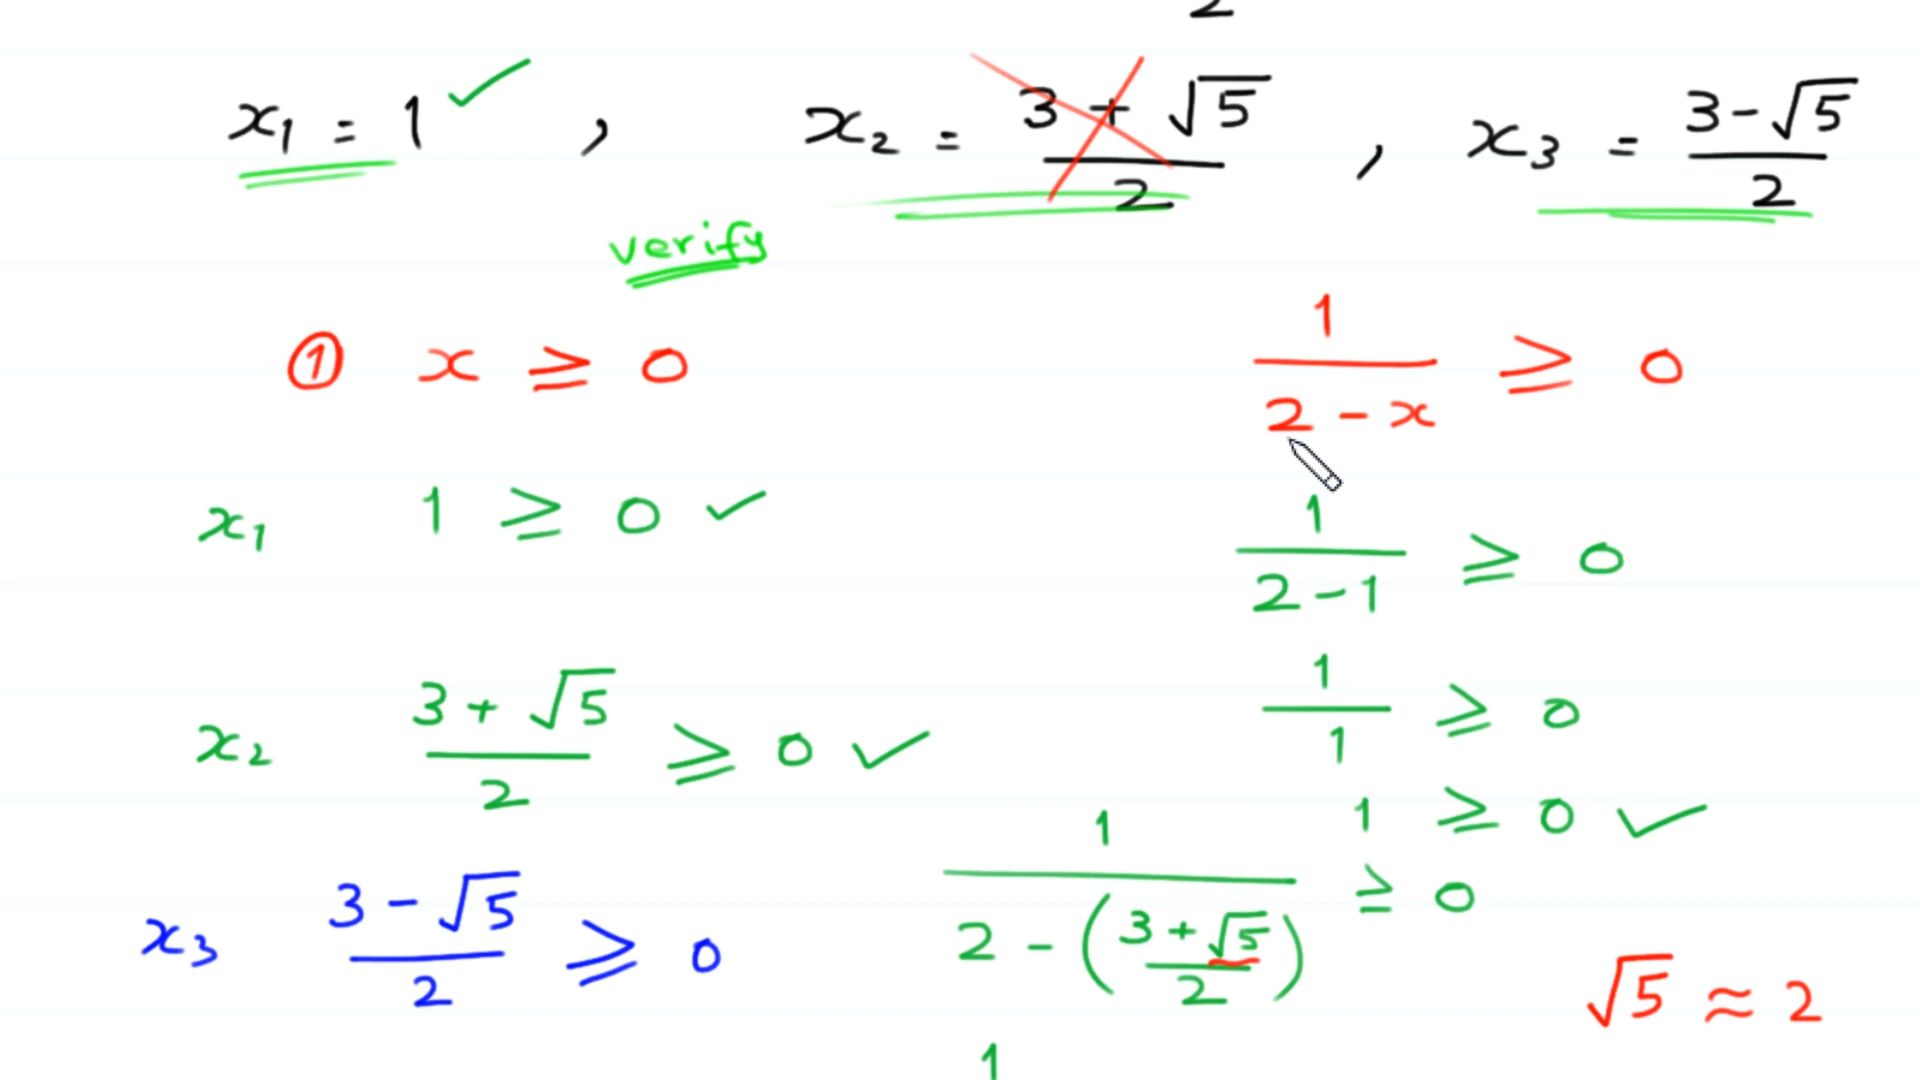 2
x₁ = 1 ✓ , x₂ = (3 + √5)/2 , x₃ = (3 - √5)/2
verify
① x ≥ 0    1/(2 - x) ≥ 0
x₁    1 ≥ 0 ✓    1/(2 - 1) ≥ 0
1/1 ≥ 0
x₂    (3 + √5)/2 ≥ 0 ✓
1 ≥ 0 ✓
1/(2 - ((3 + √5)/2)) ≥ 0
x₃    (3 - √5)/2 ≥ 0
√5 ≈ 2
1